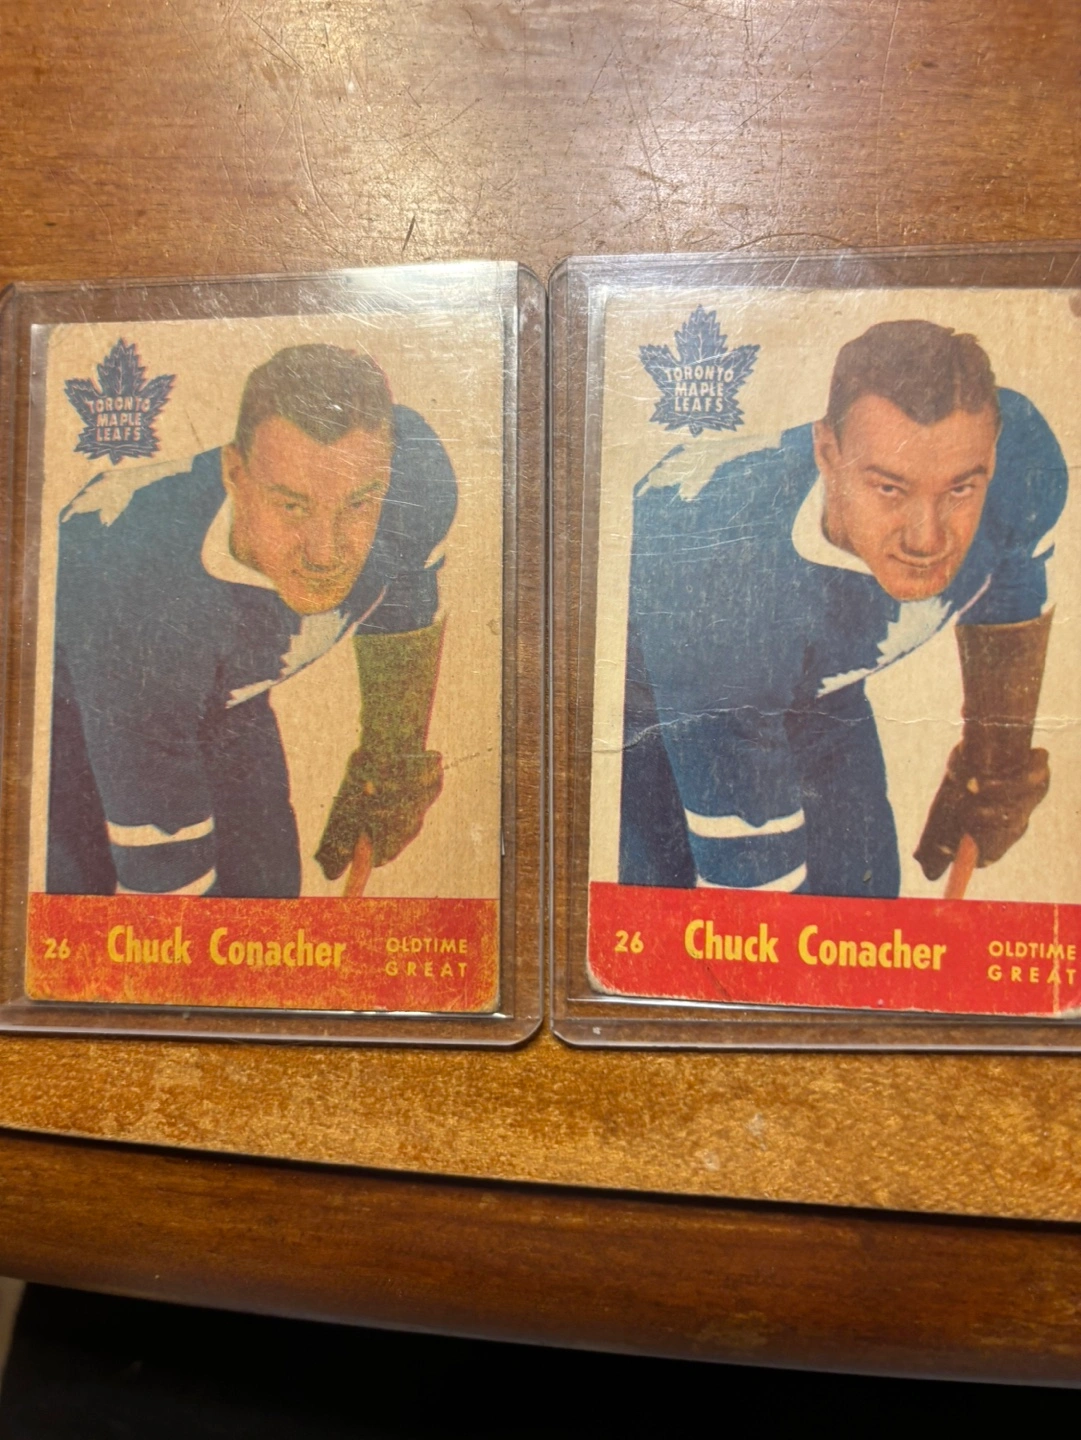 TORONTO
MAPLE
LEAFS
26 Chuck Conacher OLDTIME
GREAT
TORONTO
MAPLE
LEAFS
26 Chuck Conacher OLDTIME
GREAT